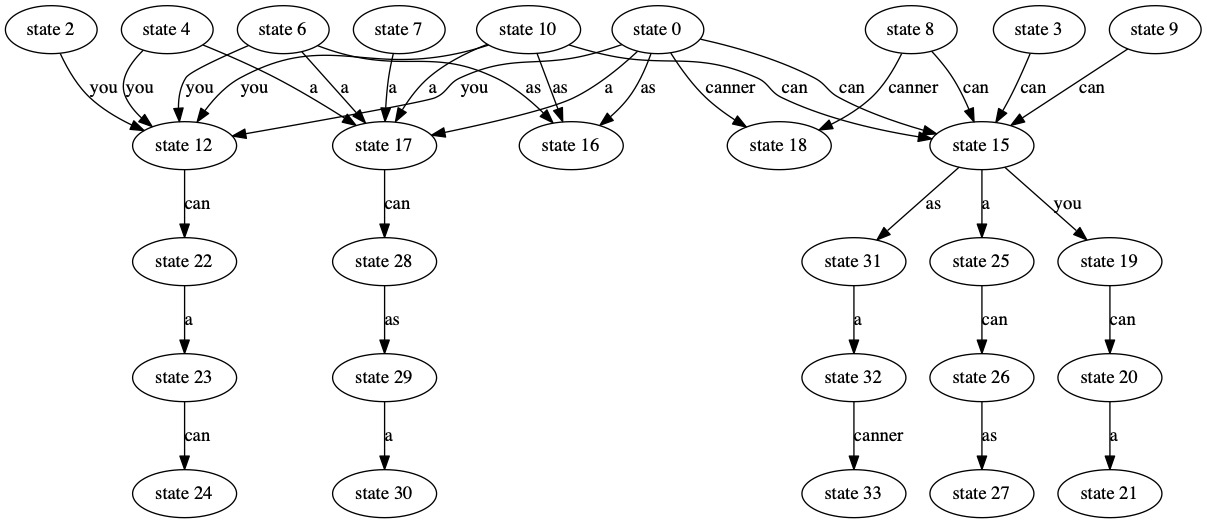 state 2 state 4 state 6 state 7 state 10 state 0 state 8 state 3 state 9
you you you you a a a a you as as a as canner can can canner can can can
state 12 state 17 state 16 state 18 state 15
can can as a you
state 22 state 28 state 31 state 25 state 19
a as a can can
state 23 state 29 state 32 state 26 state 20
can a canner as a
state 24 state 30 state 33 state 27 state 21